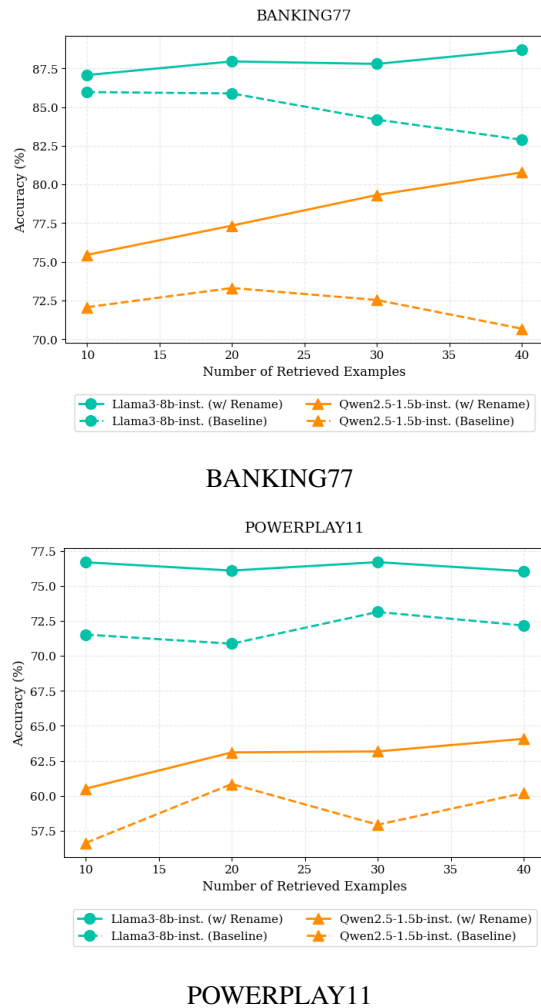 BANKING77
87.5
85.0
82.5
80.0
77.5
75.0
72.5
70.0
Accuracy (%)
10 15 20 25 30 35 40
Number of Retrieved Examples
Llama3-8b-inst. (w/ Rename) Qwen2.5-1.5b-inst. (w/ Rename)
Llama3-8b-inst. (Baseline) Qwen2.5-1.5b-inst. (Baseline)
BANKING77
POWERPLAY11
77.5
75.0
72.5
70.0
67.5
65.0
62.5
60.0
57.5
Accuracy (%)
10 15 20 25 30 35 40
Number of Retrieved Examples
Llama3-8b-inst. (w/ Rename) Qwen2.5-1.5b-inst. (w/ Rename)
Llama3-8b-inst. (Baseline) Qwen2.5-1.5b-inst. (Baseline)
POWERPLAY11